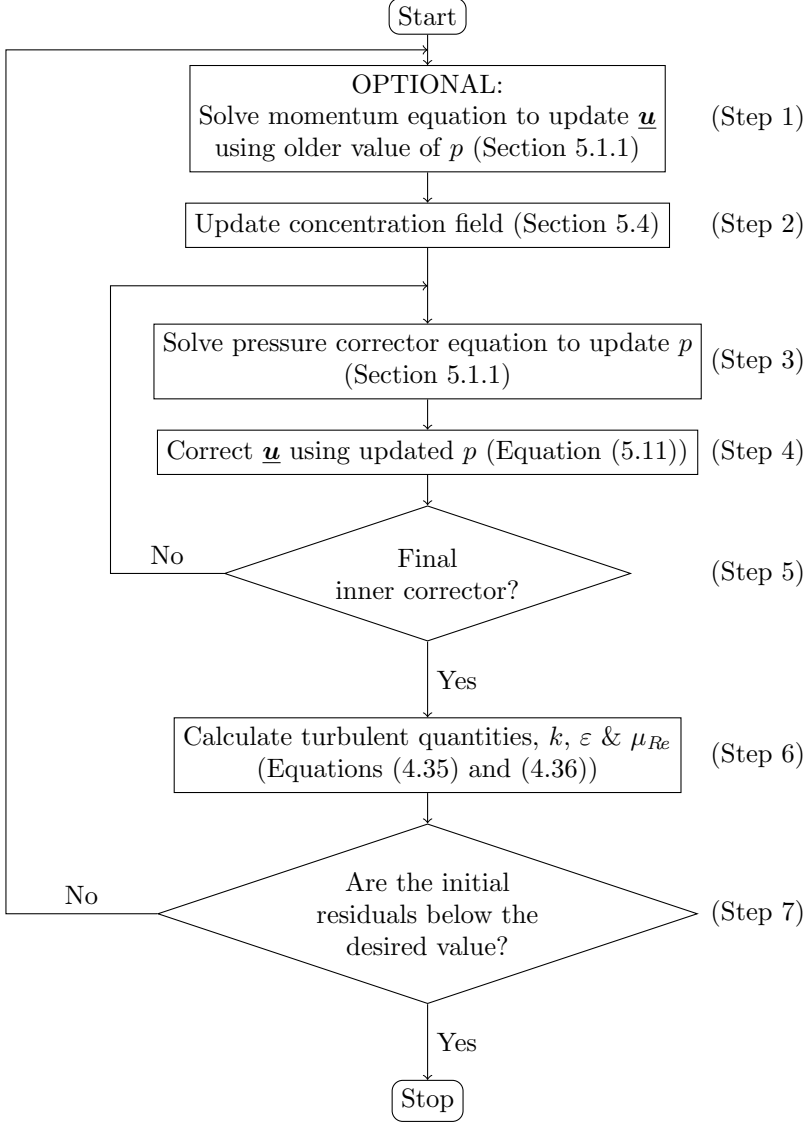 Start
OPTIONAL:
Solve momentum equation to update u
using older value of p (Section 5.1.1)
(Step 1)
Update concentration field (Section 5.4)
(Step 2)
Solve pressure corrector equation to update p
(Section 5.1.1)
(Step 3)
Correct u using updated p (Equation (5.11))
(Step 4)
Final
inner corrector?
No
(Step 5)
Yes
Calculate turbulent quantities, k, ε & μRe
(Equations (4.35) and (4.36))
(Step 6)
Are the initial
residuals below the
desired value?
No
(Step 7)
Yes
Stop